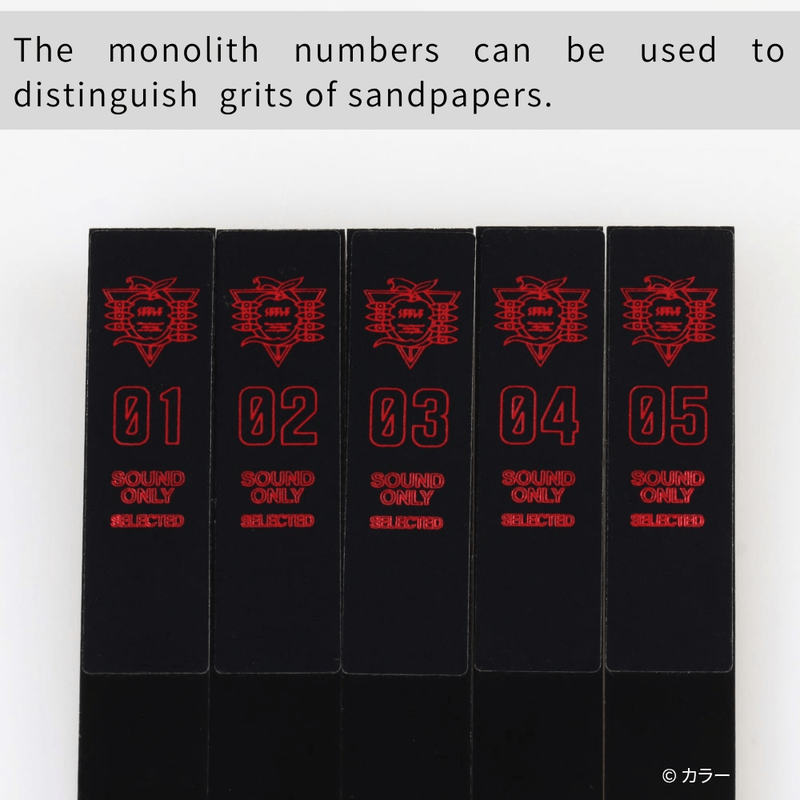 The monolith numbers can be used to
distinguish grits of sandpapers.
01 02 03 04 05
SOUND SOUND SOUND SOUND SOUND
ONLY ONLY ONLY ONLY ONLY
SELECTED SELECTED SELECTED SELECTED SELECTED
© カラー